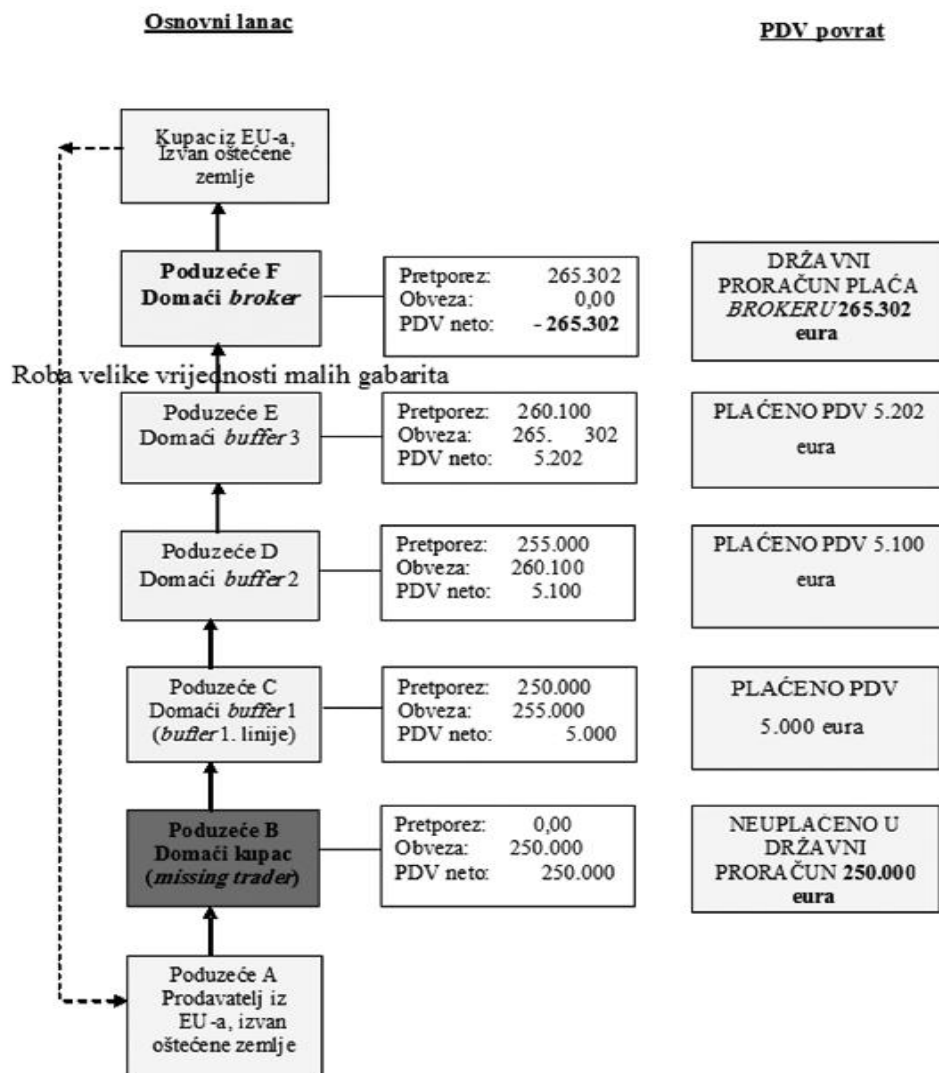 Osnovni lanac
PDV povrat
Kupac iz EU-a,
Izvan oštećene
zemlje
Poduzeće F
Domaći broker
Pretporez: 265.302
Obveza: 0,00
PDV neto: - 265.302
DRŽAVNI
PRORAČUN PLAĆA
BROKERU 265.302
eura
Roba velike vrijednosti malih gabarita
Poduzeće E
Domaći buffer 3
Pretporez: 260.100
Obveza: 265. 302
PDV neto: 5.202
PLAĆENO PDV 5.202
eura
Poduzeće D
Domaći buffer 2
Pretporez: 255.000
Obveza: 260.100
PDV neto: 5.100
PLAĆENO PDV 5.100
eura
Poduzeće C
Domaći buffer 1
(buffer 1. linije)
Pretporez: 250.000
Obveza: 255.000
PDV neto: 5.000
PLAĆENO PDV
5.000 eura
Poduzeće B
Domaći kupac
(missing trader)
Pretporez: 0,00
Obveza: 250.000
PDV neto: 250.000
NEUPLAĆENO U
DRŽAVNI
PRORAČUN 250.000
eura
Poduzeće A
Prodavatelj iz
EU-a, izvan
oštećene zemlje